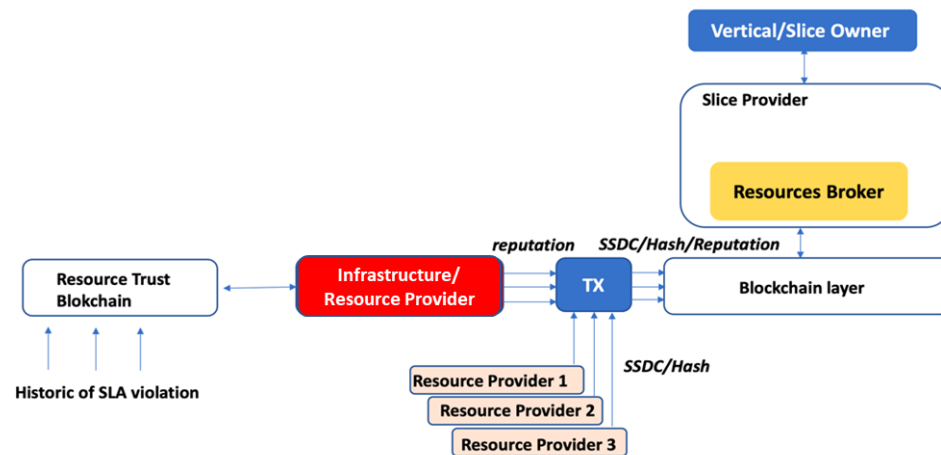 Vertical/Slice Owner
Slice Provider
Resources Broker
reputation
SSDC/Hash/Reputation
Resource Trust
Blokchain
Infrastructure/
Resource Provider
TX
Blockchain layer
Historic of SLA violation
SSDC/Hash
Resource Provider 1
Resource Provider 2
Resource Provider 3